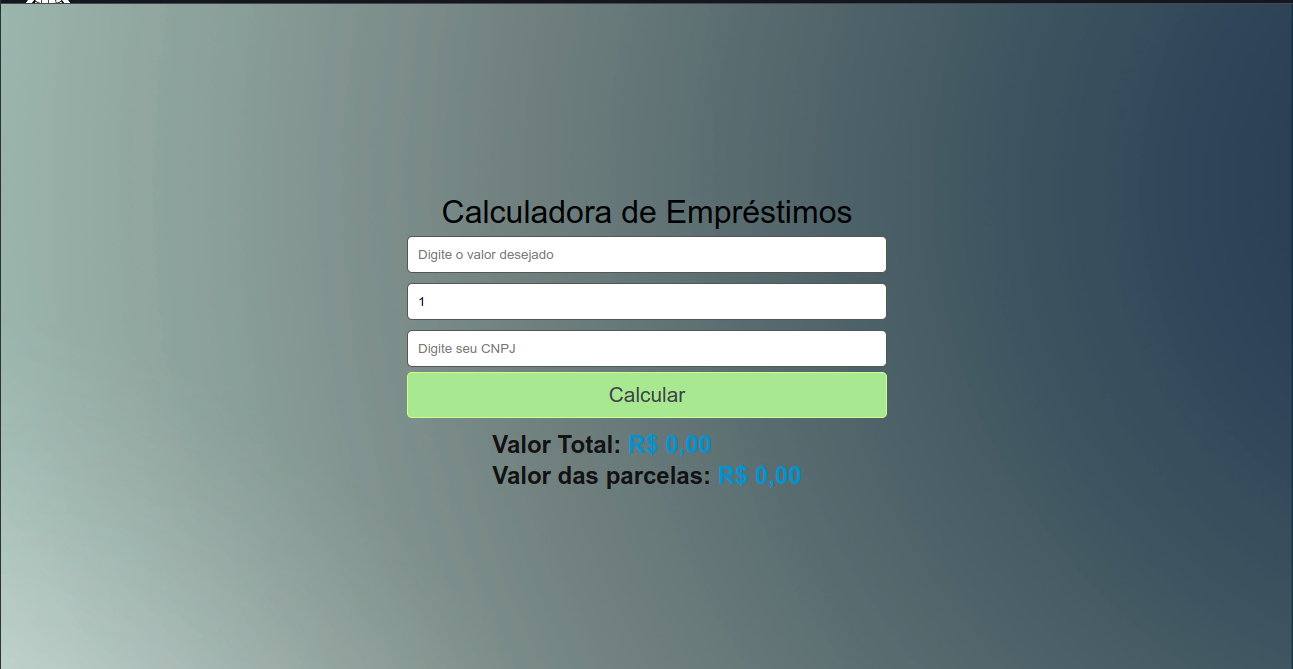 Calculadora de Empréstimos
Digite o valor desejado
1
Digite seu CNPJ
Calcular
Valor Total: R$ 0,00
Valor das parcelas: R$ 0,00